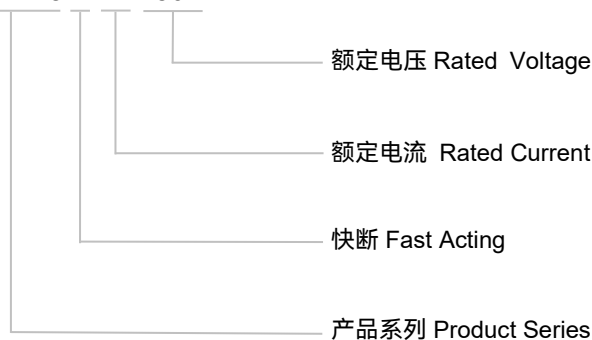 额定电压 Rated Voltage
额定电流 Rated Current
快断 Fast Acting
产品系列 Product Series